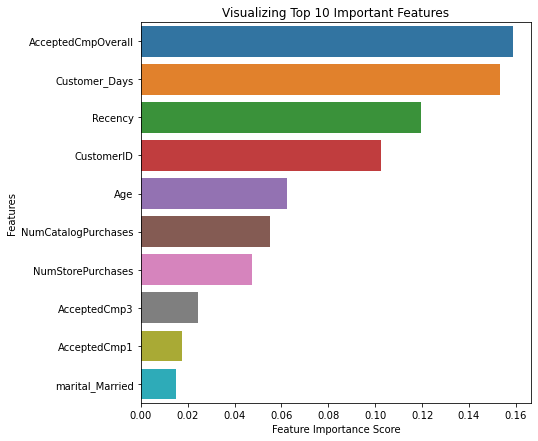 Visualizing Top 10 Important Features
AcceptedCmpOverall
Customer_Days
Recency
CustomerID
Age
NumCatalogPurchases
NumStorePurchases
AcceptedCmp3
AcceptedCmp1
marital_Married
Features
0.00 0.02 0.04 0.06 0.08 0.10 0.12 0.14 0.16
Feature Importance Score